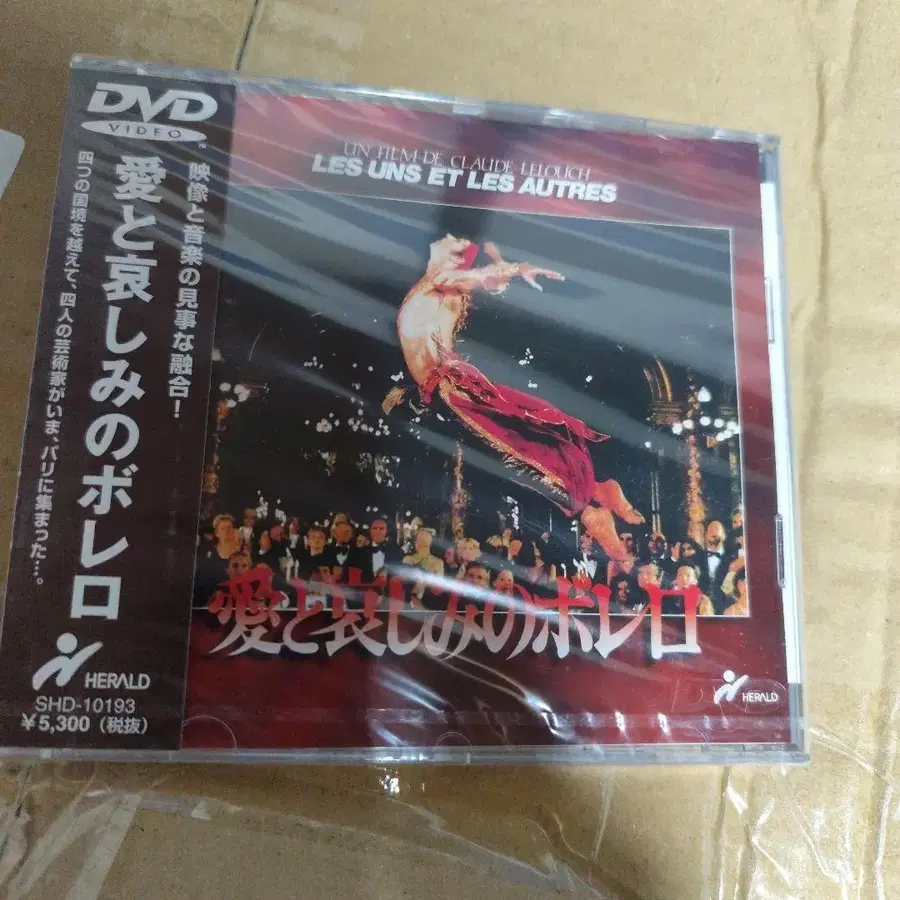 DVD
VIDEO
™
映像と音楽の見事な融合!
愛と哀しみのボレロ
四つの国境を越えて、四人の芸術家がいま、パリに集まった…。
HERALD
SHD-10193
¥5,300(税抜)
UN FILM DE CLAUDE LELOUCH
LES UNS ET LES AUTRES
愛と哀しみのボレロ
HERALD